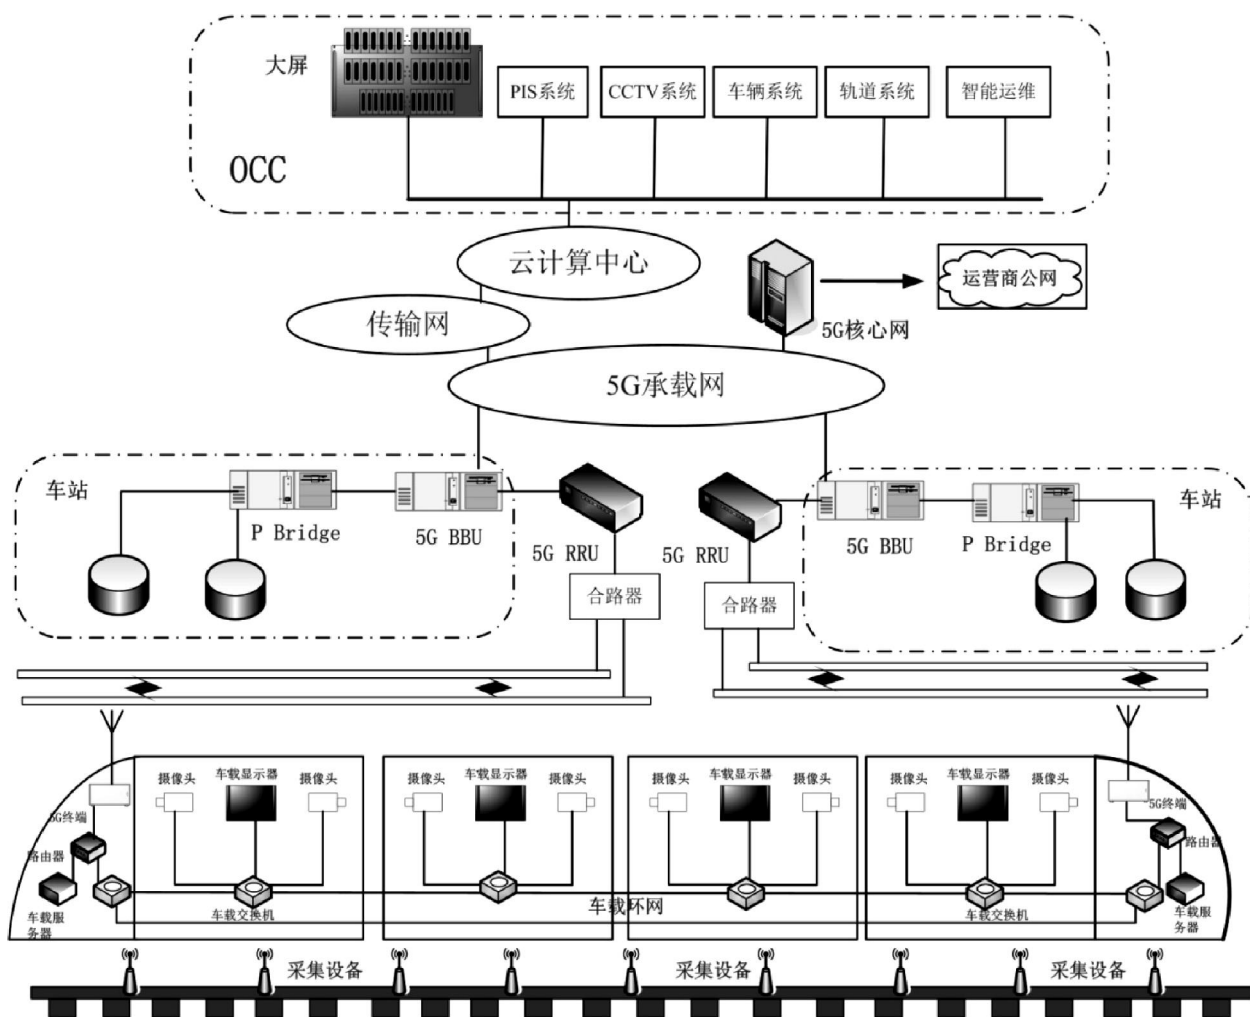 大屏
PIS系统
CCTV系统
车辆系统
轨道系统
智能运维
OCC
云计算中心
运营商公网
传输网
5G核心网
5G承载网
车站
P Bridge
5G BBU
5G RRU
合路器
5G RRU
合路器
5G BBU
P Bridge
车站
摄像头
车载显示器
摄像头
摄像头
车载显示器
摄像头
摄像头
车载显示器
摄像头
摄像头
车载显示器
摄像头
5G终端
路由器
车载服
务器
车载交换机
车载环网
车载交换机
5G终端
路由器
车载服
务器
采集设备
采集设备
采集设备